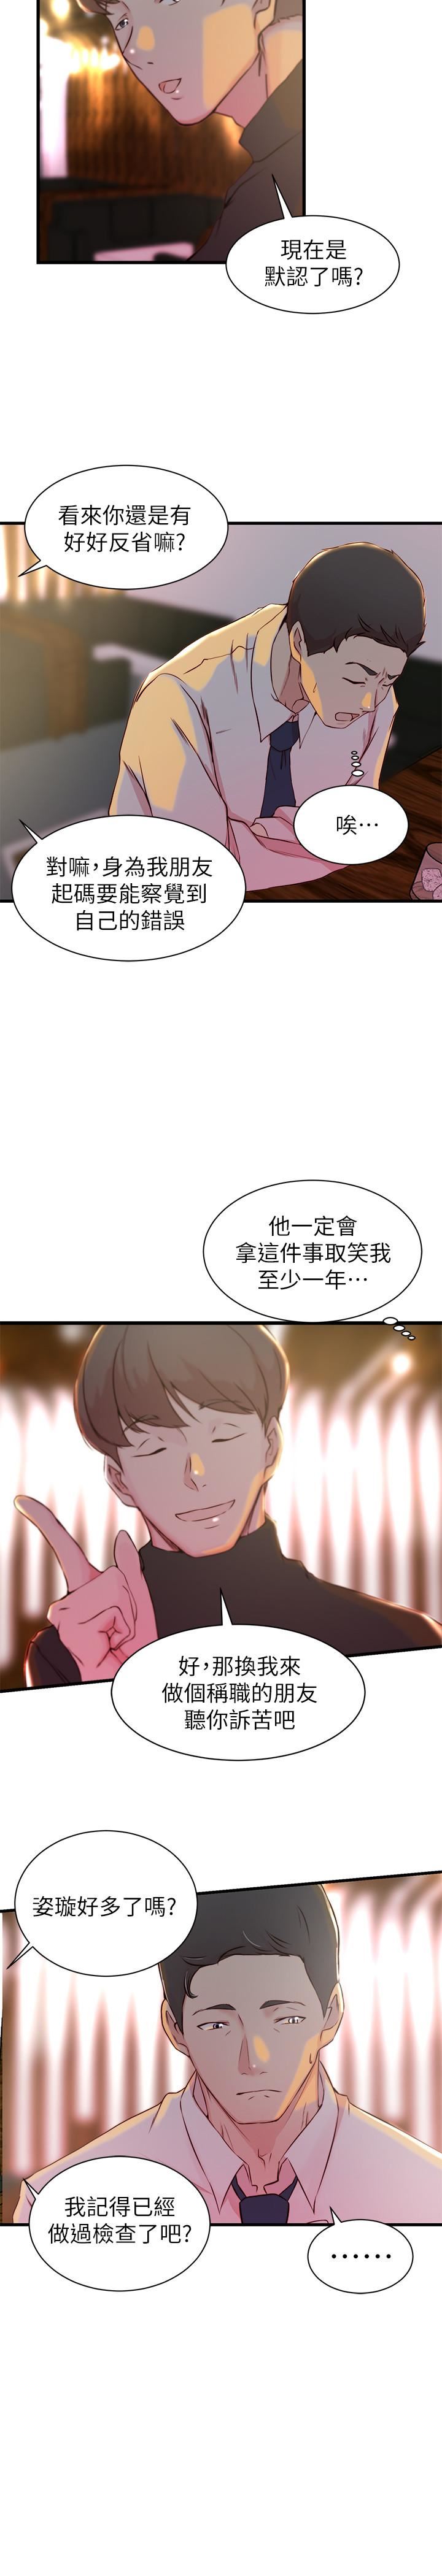 現在是
默認了嗎?
看來你還是有
好好反省嘛?
唉⋯
對嘛，身為我朋友
起碼要能察覺到
自己的錯誤
他一定會
拿這件事取笑我
至少一年⋯
好，那換我來
做個稱職的朋友
聽你訴苦吧
姿璇好多了嗎?
我記得已經
做過檢查了吧?
⋯⋯